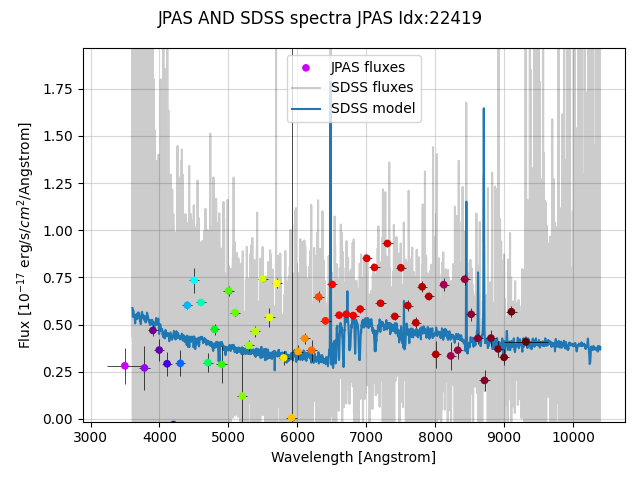 JPAS AND SDSS spectra JPAS Idx:22419
JPAS fluxes
SDSS fluxes
SDSS model
Flux [10⁻¹⁷ erg/s/cm²/Angstrom]
1.75
1.50
1.25
1.00
0.75
0.50
0.25
0.00
3000 4000 5000 6000 7000 8000 9000 10000
Wavelength [Angstrom]